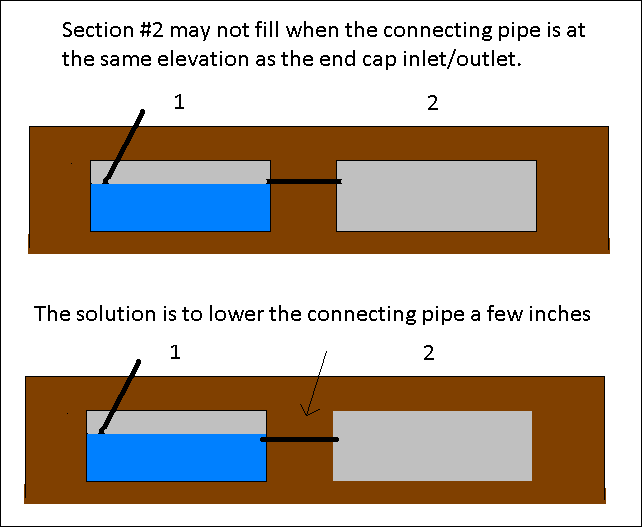 Section #2 may not fill when the connecting pipe is at
the same elevation as the end cap inlet/outlet.
1
2
The solution is to lower the connecting pipe a few inches
1
2